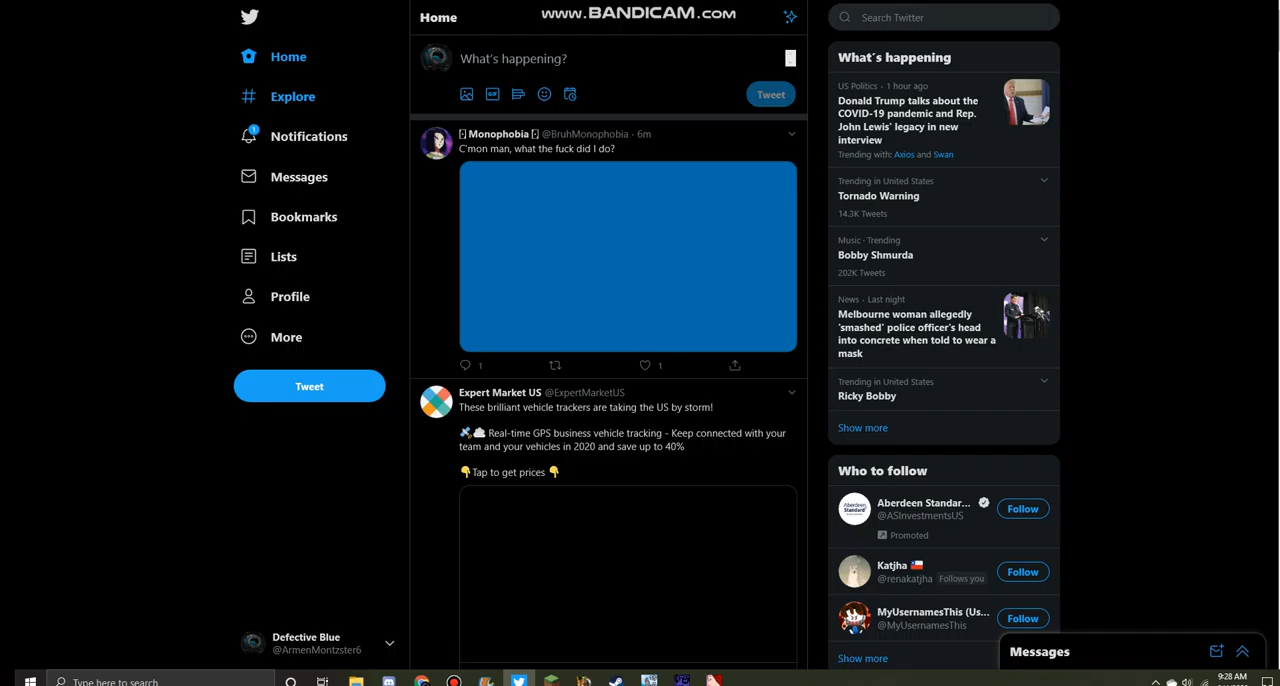 www.BANDICAM.com
Home
Home
Explore
1
Notifications
Messages
Bookmarks
Lists
Profile
More
Tweet
Defective Blue
@ArmenMontzster6
What's happening?
GIF
Tweet
Monophobia @BruhMonophobia · 6m
C'mon man, what the fuck did I do?
1
1
Expert Market US @ExpertMarketUS
These brilliant vehicle trackers are taking the US by storm!
🛰☁ Real-time GPS business vehicle tracking - Keep connected with your
team and your vehicles in 2020 and save up to 40%
👇Tap to get prices 👇
Search Twitter
What's happening
US Politics · 1 hour ago
Donald Trump talks about the
COVID-19 pandemic and Rep.
John Lewis' legacy in new
interview
Trending with: Axios and Swan
Trending in United States
Tornado Warning
14.3K Tweets
Music · Trending
Bobby Shmurda
202K Tweets
News · Last night
Melbourne woman allegedly
'smashed' police officer's head
into concrete when told to wear a
mask
Trending in United States
Ricky Bobby
Show more
Who to follow
Aberdeen Standar...
@ASInvestmentsUS
Follow
Promoted
Katjha 🇨🇱
@renakatjha Follows you
Follow
MyUsernamesThis (Us...
@MyUsernamesThis
Follow
Show more
Messages
Type here to search
9:28 AM